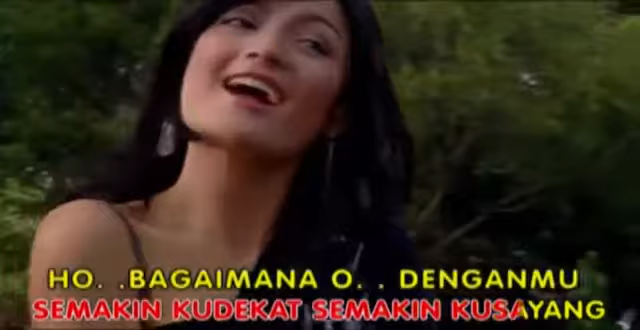 HO. .BAGAIMANA O. . DENGANMU
SEMAKIN KUDEKAT SEMAKIN KUSAYANG